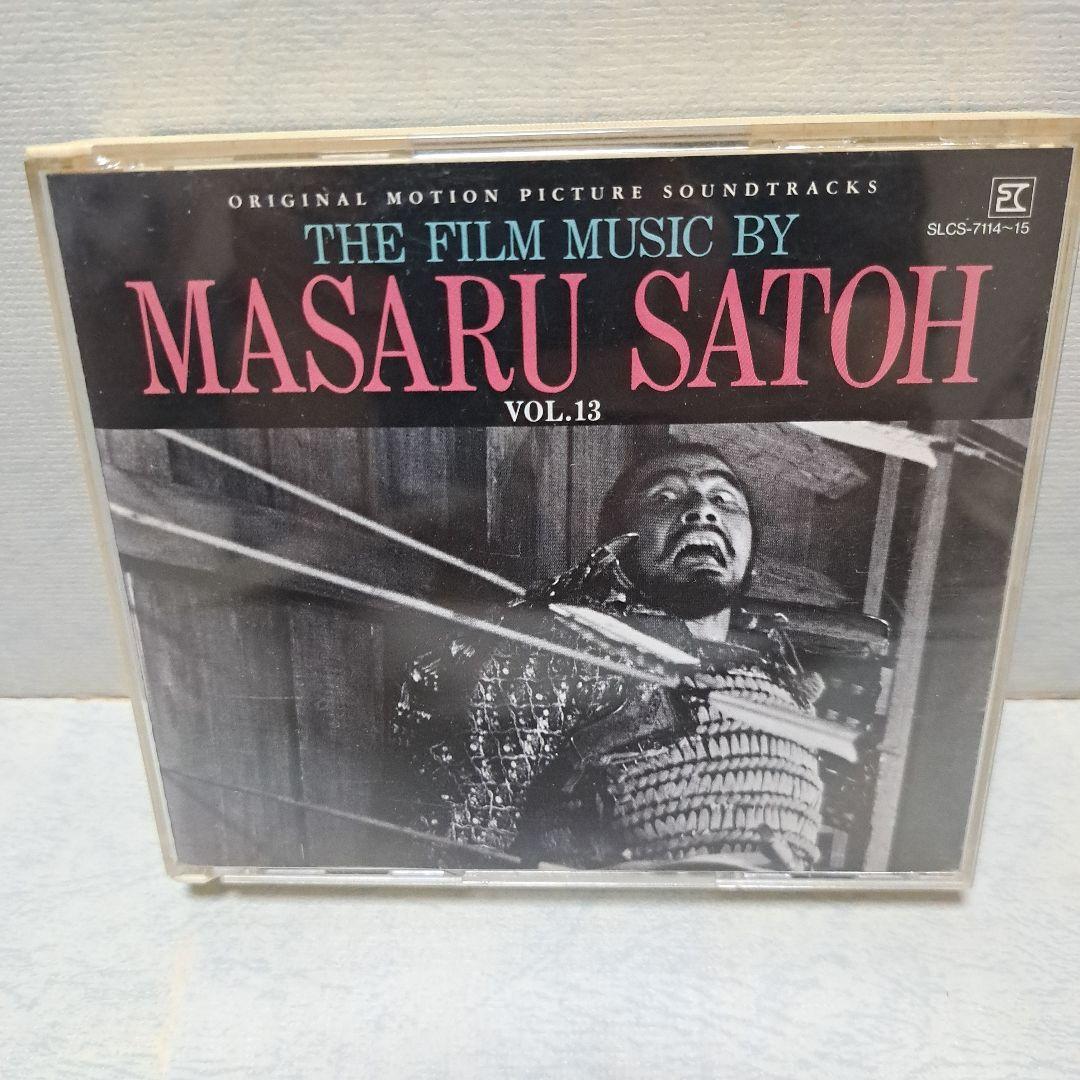 ORIGINAL MOTION PICTURE SOUNDTRACKS
SLCS-7114~15
THE FILM MUSIC BY
MASARU SATOH
VOL.13